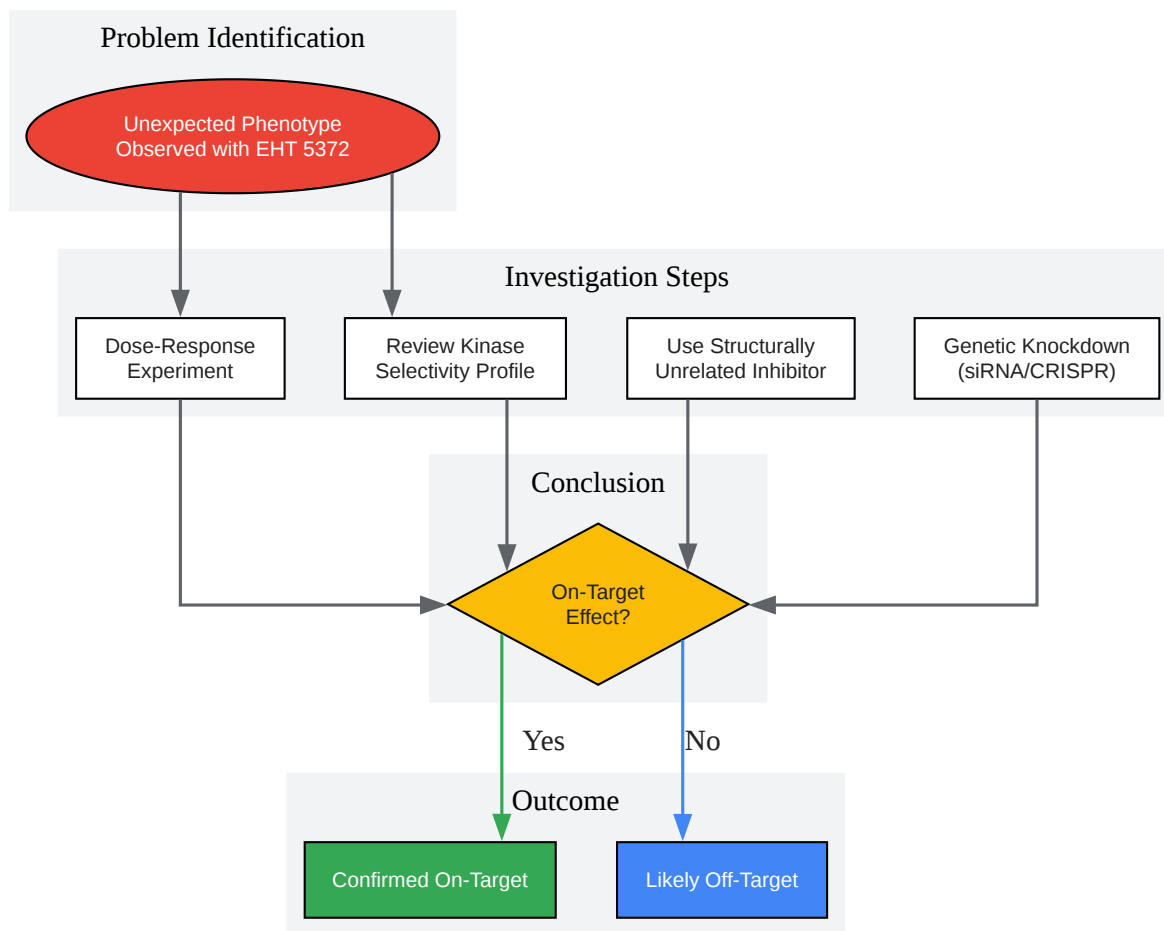 Problem Identification
Unexpected Phenotype
Observed with EHT 5372
Investigation Steps
Dose-Response
Experiment
Review Kinase
Selectivity Profile
Use Structurally
Unrelated Inhibitor
Genetic Knockdown
(siRNA/CRISPR)
Conclusion
On-Target
Effect?
Yes
No
Outcome
Confirmed On-Target
Likely Off-Target